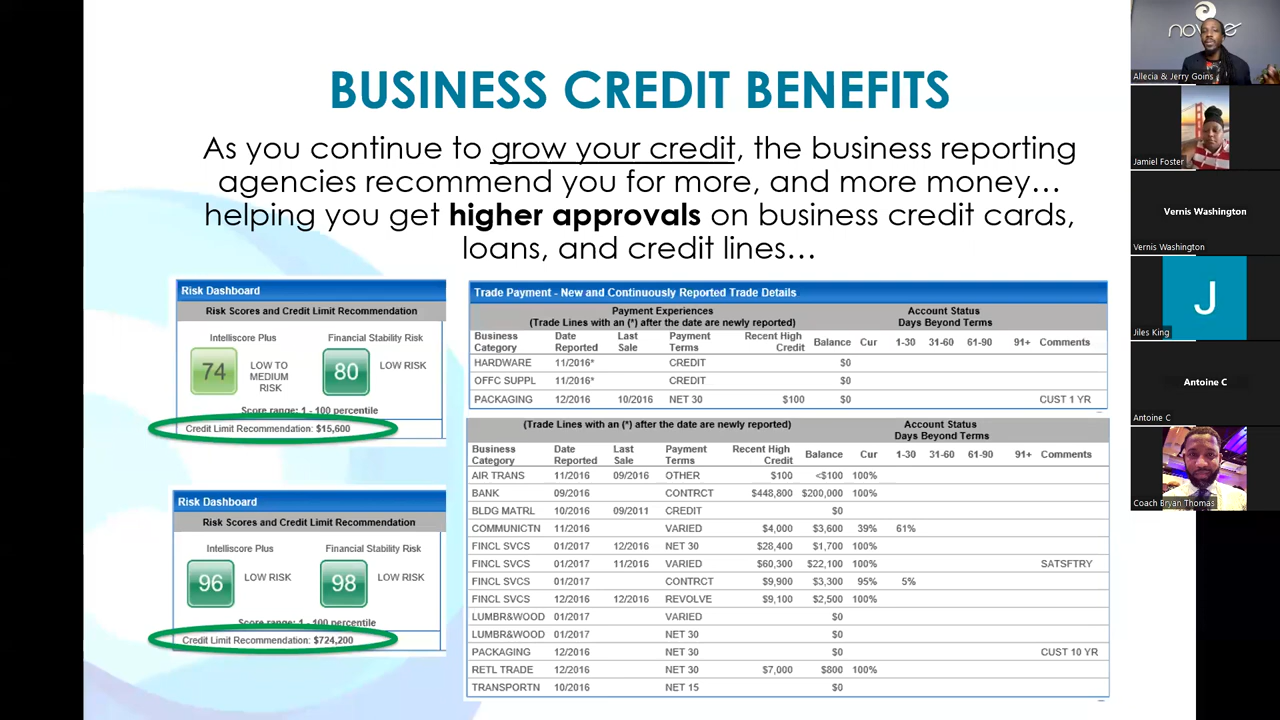 BUSINESS CREDIT BENEFITS
As you continue to grow your credit, the business reporting
agencies recommend you for more, and more money…
helping you get higher approvals on business credit cards,
loans, and credit lines…
Risk Dashboard
Risk Scores and Credit Limit Recommendation
Intelliscore Plus Financial Stability Risk
74 LOW TO MEDIUM RISK 80 LOW RISK
Score range: 1 - 100 percentile
Credit Limit Recommendation: $15,600
Risk Dashboard
Risk Scores and Credit Limit Recommendation
Intelliscore Plus Financial Stability Risk
96 LOW RISK 98 LOW RISK
Score range: 1 - 100 percentile
Credit Limit Recommendation: $724,200
Trade Payment - New and Continuously Reported Trade Details
Payment Experiences Account Status
(Trade Lines with an (*) after the date are newly reported) Days Beyond Terms
Business Category Date Reported Last Sale Payment Terms Recent High Credit Balance Cur 1-30 31-60 61-90 91+ Comments
HARDWARE 11/2016* CREDIT $0
OFFC SUPPL 11/2016* CREDIT $0
PACKAGING 12/2016 10/2016 NET 30 $100 $0 CUST 1 YR
(Trade Lines with an (*) after the date are newly reported) Account Status
Days Beyond Terms
Business Category Date Reported Last Sale Payment Terms Recent High Credit Balance Cur 1-30 31-60 61-90 91+ Comments
AIR TRANS 11/2016 09/2016 OTHER $100 <$100 100%
BANK 09/2016 CONTRCT $448,800 $200,000 100%
BLDG MATRL 10/2016 09/2011 CREDIT $0
COMMUNICTN 11/2016 VARIED $4,000 $3,600 39% 61%
FINCL SVCS 01/2017 12/2016 NET 30 $28,400 $1,700 100%
FINCL SVCS 01/2017 11/2016 VARIED $60,300 $22,100 100% SATSFTRY
FINCL SVCS 01/2017 CONTRCT $9,900 $3,300 95% 5%
FINCL SVCS 12/2016 12/2016 REVOLVE $9,100 $2,500 100%
LUMBR&WOOD 01/2017 VARIED $0
LUMBR&WOOD 01/2017 NET 30 $0
PACKAGING 12/2016 NET 30 $0 CUST 10 YR
RETL TRADE 12/2016 NET 30 $7,000 $800 100%
TRANSPORTN 10/2016 NET 15 $0
Allecia & Jerry Goins
Jamiel Foster
Vernis Washington
Vernis Washington
J
Jiles King
Antoine C
Antoine C
Coach Bryan Thomas